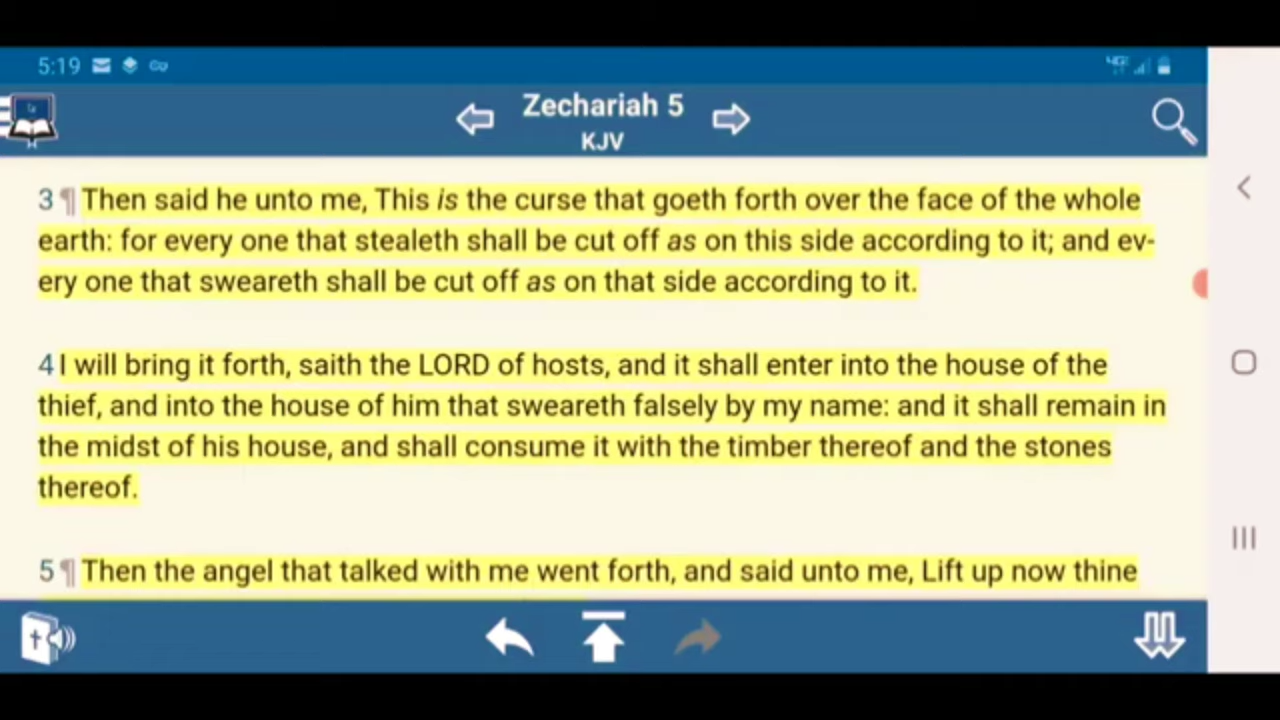 5:19
Zechariah 5
KJV
3 ¶ Then said he unto me, This is the curse that goeth forth over the face of the whole
earth: for every one that stealeth shall be cut off as on this side according to it; and ev-
ery one that sweareth shall be cut off as on that side according to it.
4 I will bring it forth, saith the LORD of hosts, and it shall enter into the house of the
thief, and into the house of him that sweareth falsely by my name: and it shall remain in
the midst of his house, and shall consume it with the timber thereof and the stones
thereof.
5 ¶ Then the angel that talked with me went forth, and said unto me, Lift up now thine